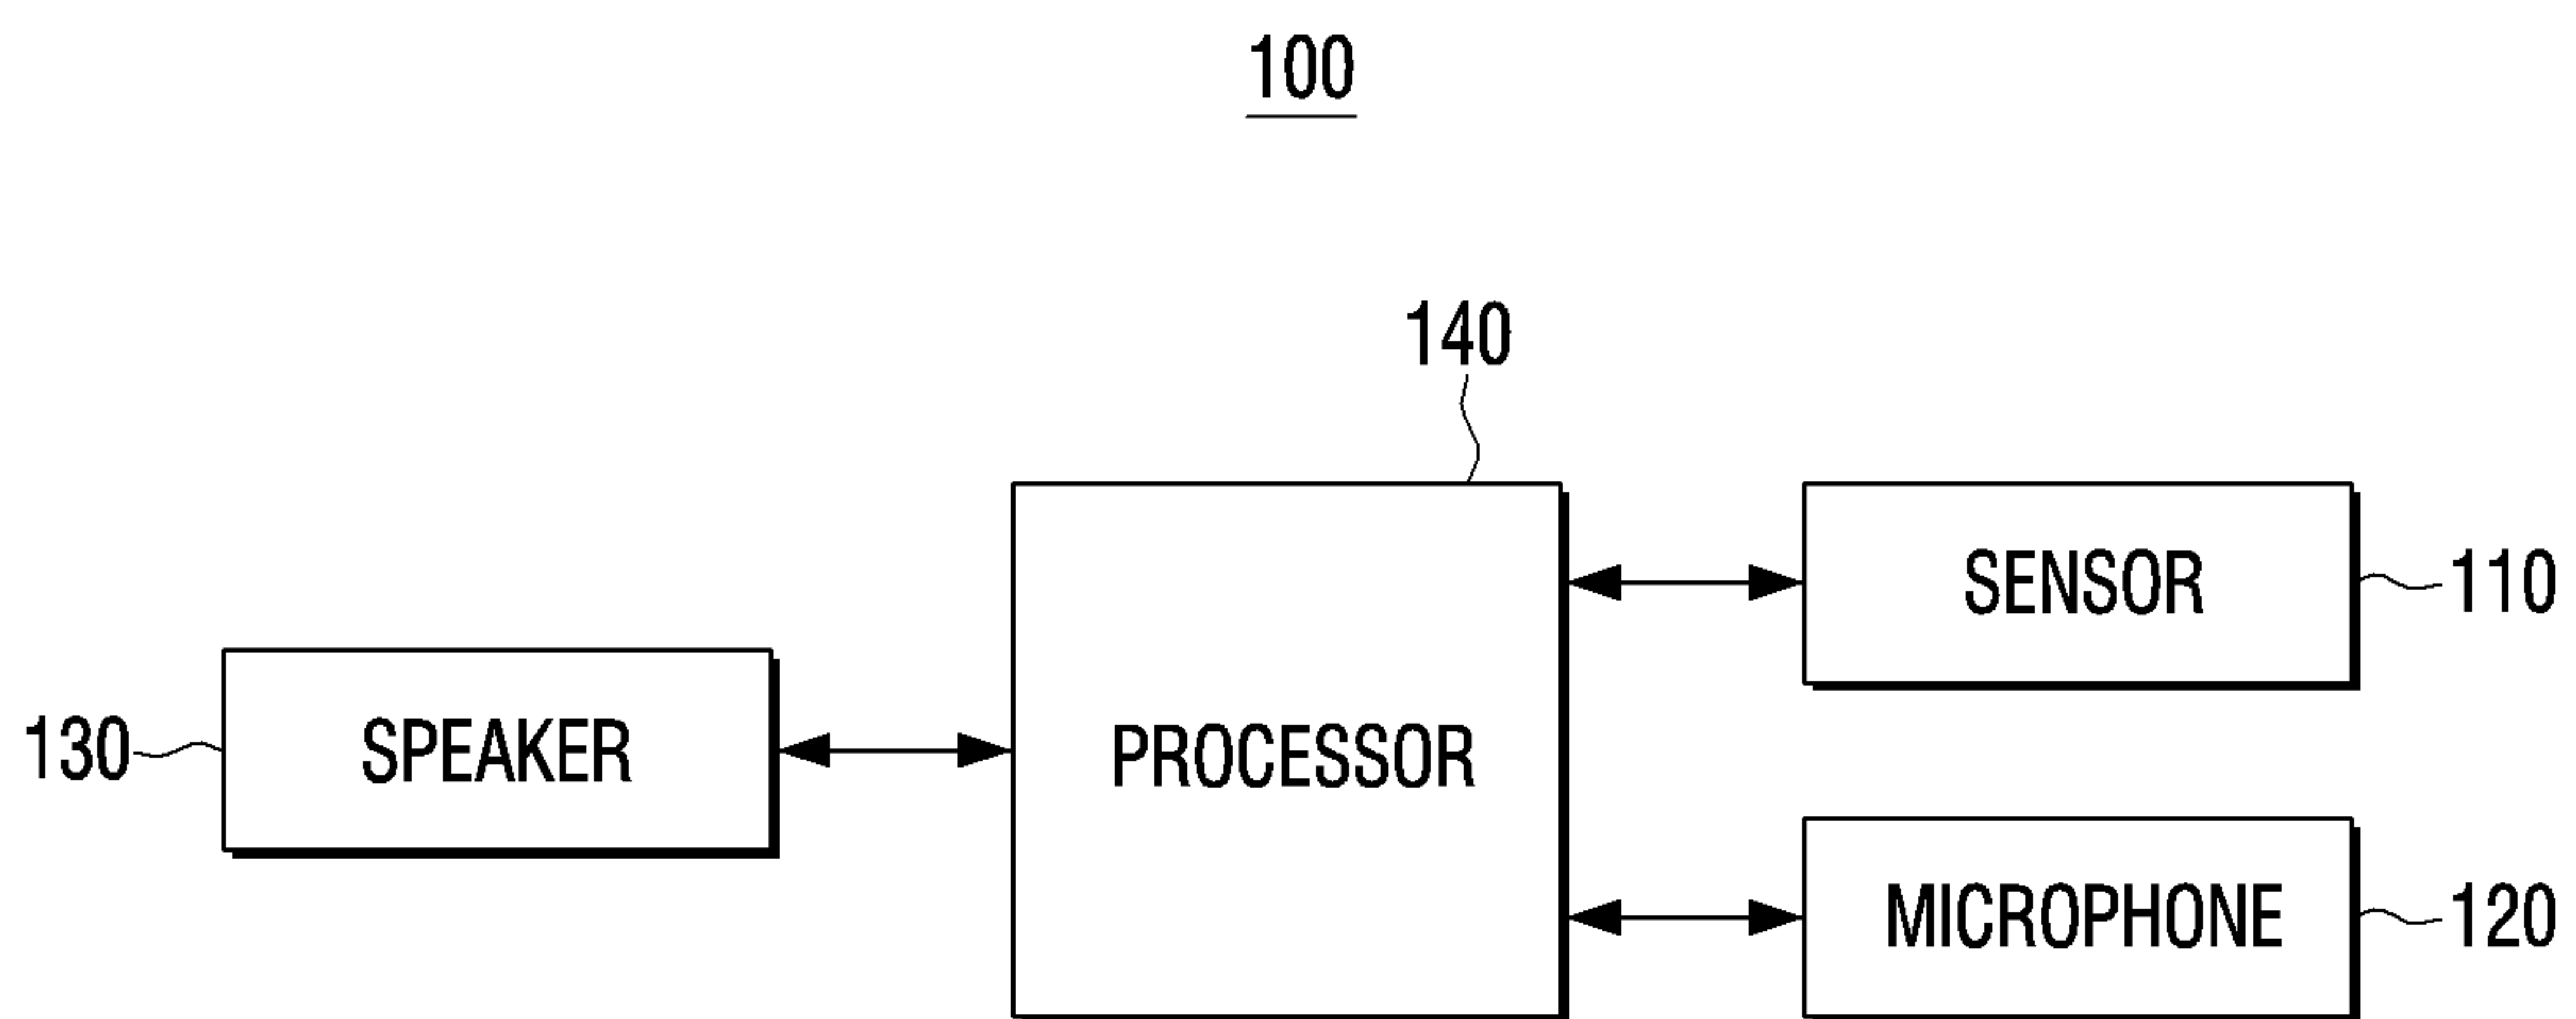 100
140
SENSOR 110
130 SPEAKER
PROCESSOR
MICROPHONE 120